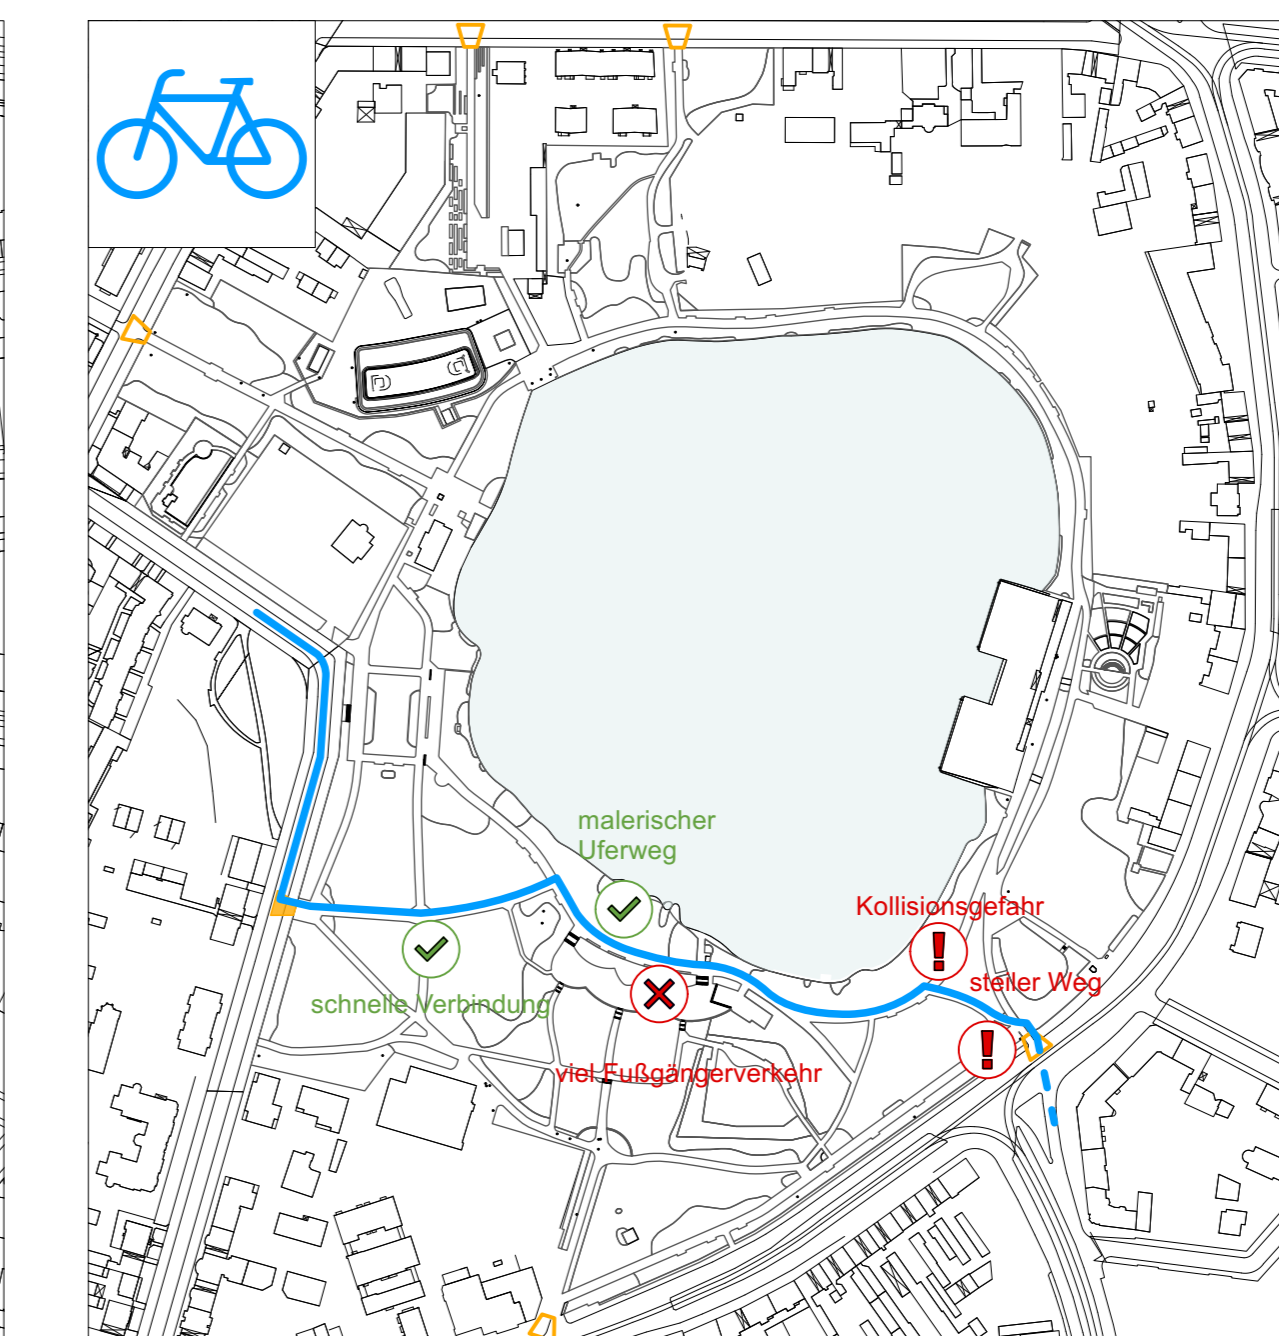 malerischer
Uferweg
Kollisionsgefahr
steiler Weg
schnelle Verbindung
viel Fußgängerverkehr